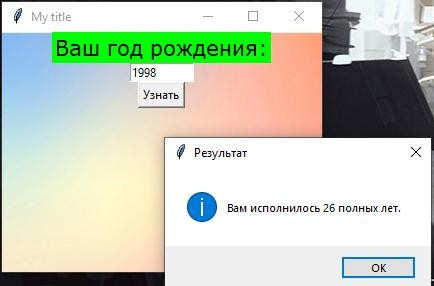 My title
Ваш год рождения:
1998
Узнать
Результат
Вам исполнилось 26 полных лет.
OK